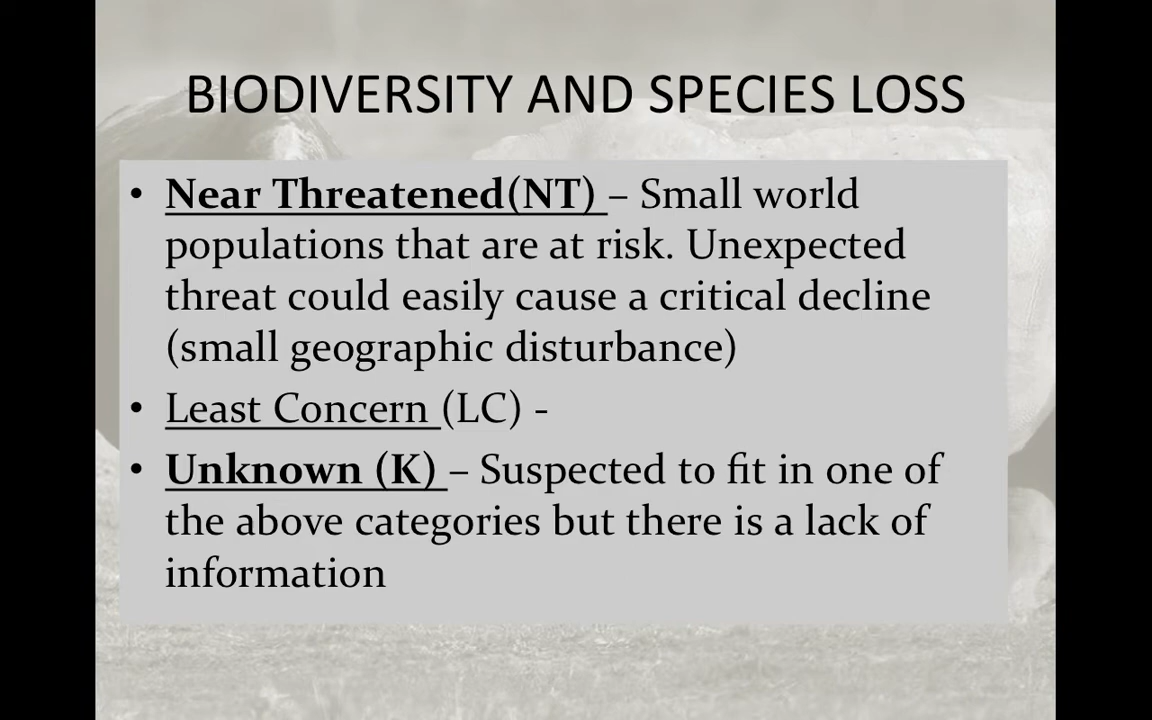 BIODIVERSITY AND SPECIES LOSS
• Near Threatened(NT) – Small world
populations that are at risk. Unexpected
threat could easily cause a critical decline
(small geographic disturbance)
• Least Concern (LC) -
• Unknown (K) – Suspected to fit in one of
the above categories but there is a lack of
information